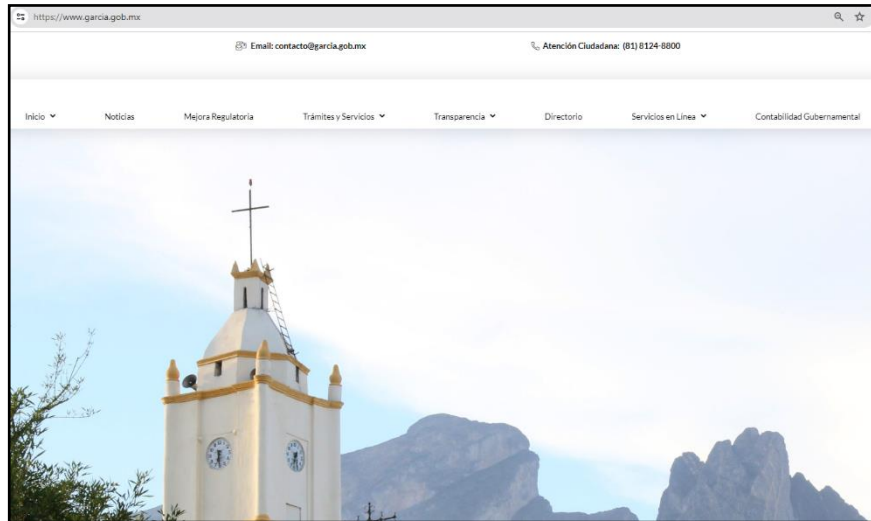 https://www.garcia.gob.mx
Email: contacto@garcia.gob.mx Atención Ciudadana: (81) 8124-8800
Inicio Noticias Mejora Regulatoria Trámites y Servicios Transparencia Directorio Servicios en Línea Contabilidad Gubernamental